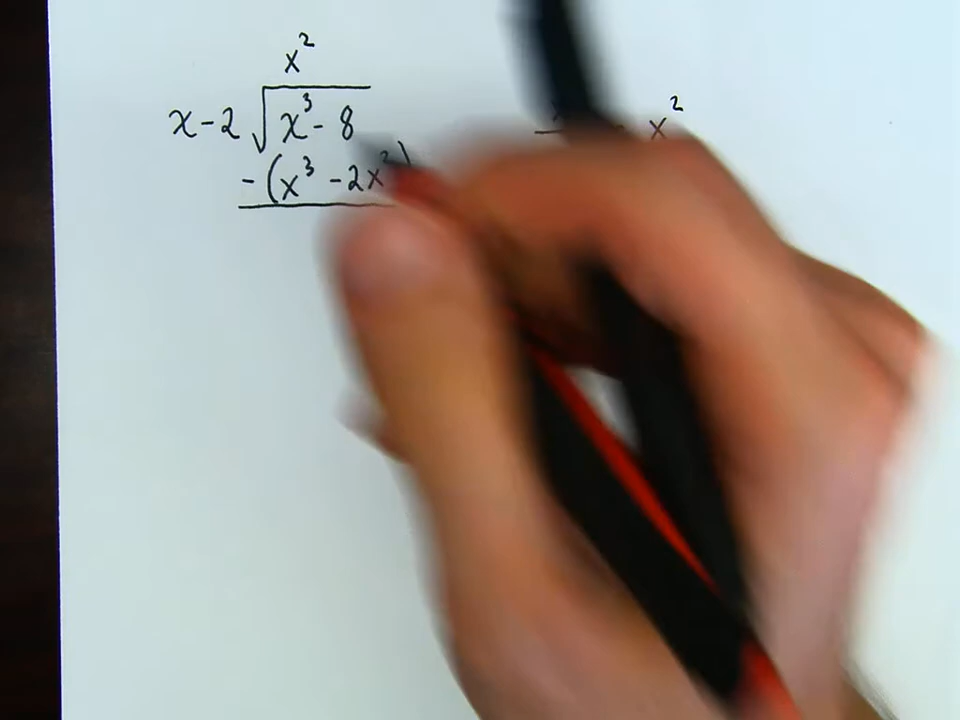 x²
x-2 √x³- 8
- (x³ -2x²)
x²